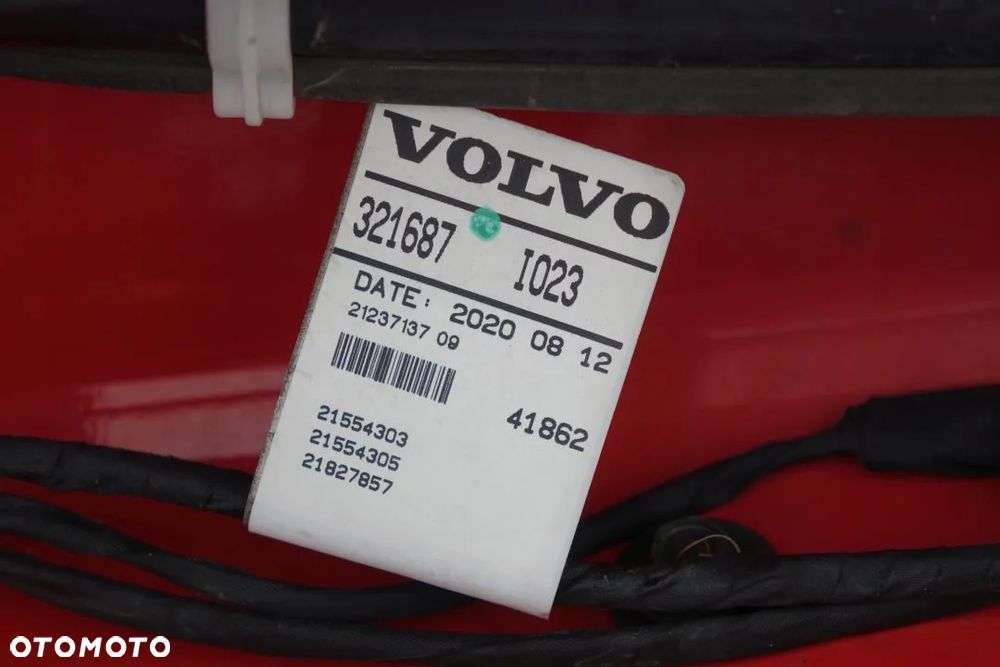 VOLVO
321687 I023
DATE: 2020 08 12
21237137 09
41862
21554303
21554305
21827857
OTOMOTO